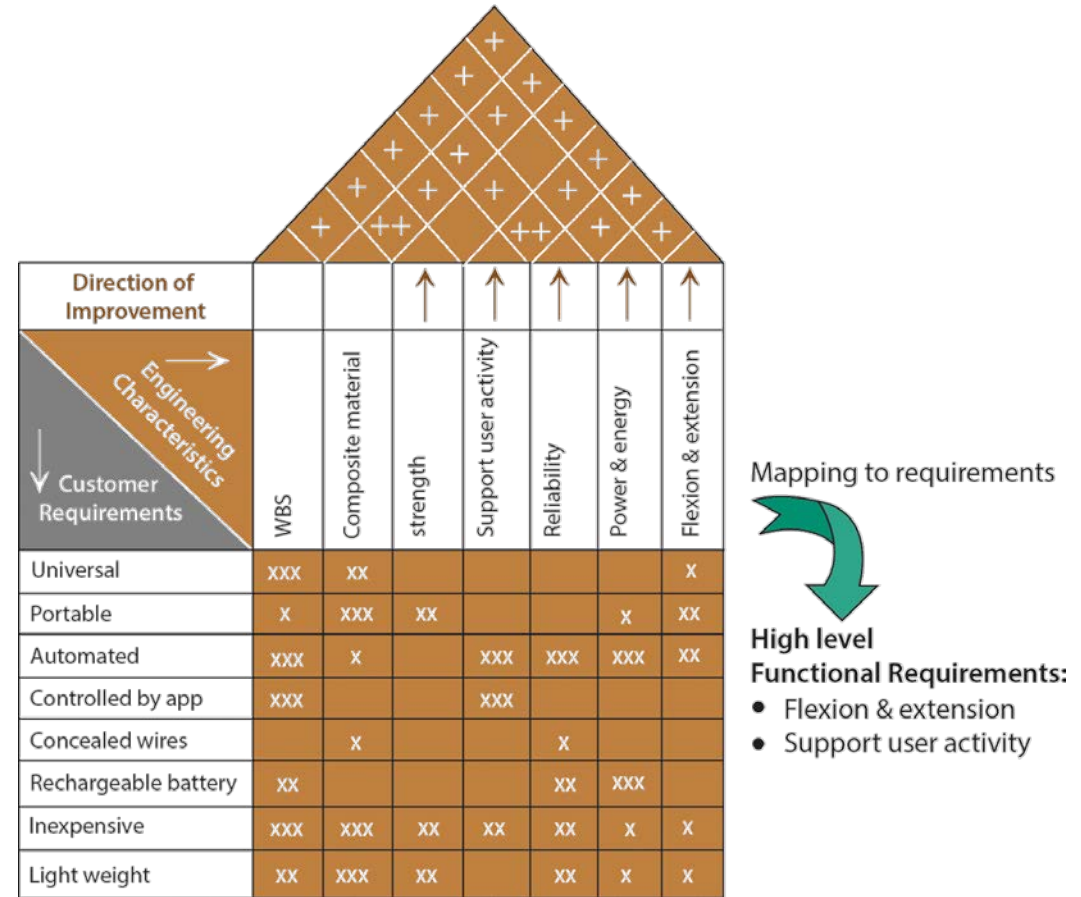 +
+ +
+ + +
+ + +
+ + + + +
+ ++ ++ + +
Direction of
Improvement
Engineering
Characteristics
Customer
Requirements
WBS
Composite material
strength
Support user activity
Reliability
Power & energy
Flexion & extension
Universal XXX XX X
Portable X XXX XX X XX
Automated XXX X XXX XXX XXX XX
Controlled by app XXX XXX
Concealed wires X X
Rechargeable battery XX XX XXX
Inexpensive XXX XXX XX XX XX X X
Light weight XX XXX XX XX X X
Mapping to requirements
High level
Functional Requirements:
• Flexion & extension
• Support user activity